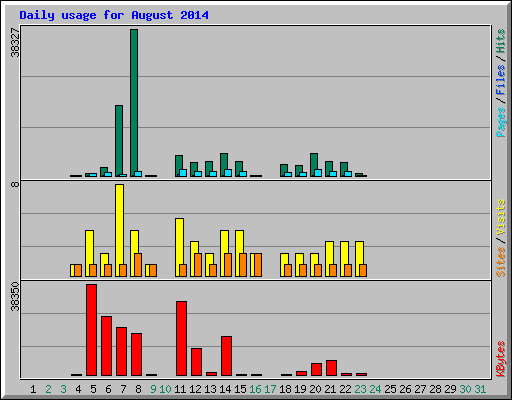 Daily usage for August 2014
38327
Pages / Files / Hits
8
Sites / Visits
38350
KBytes
1 2 3 4 5 6 7 8 9 10 11 12 13 14 15 16 17 18 19 20 21 22 23 24 25 26 27 28 29 30 31